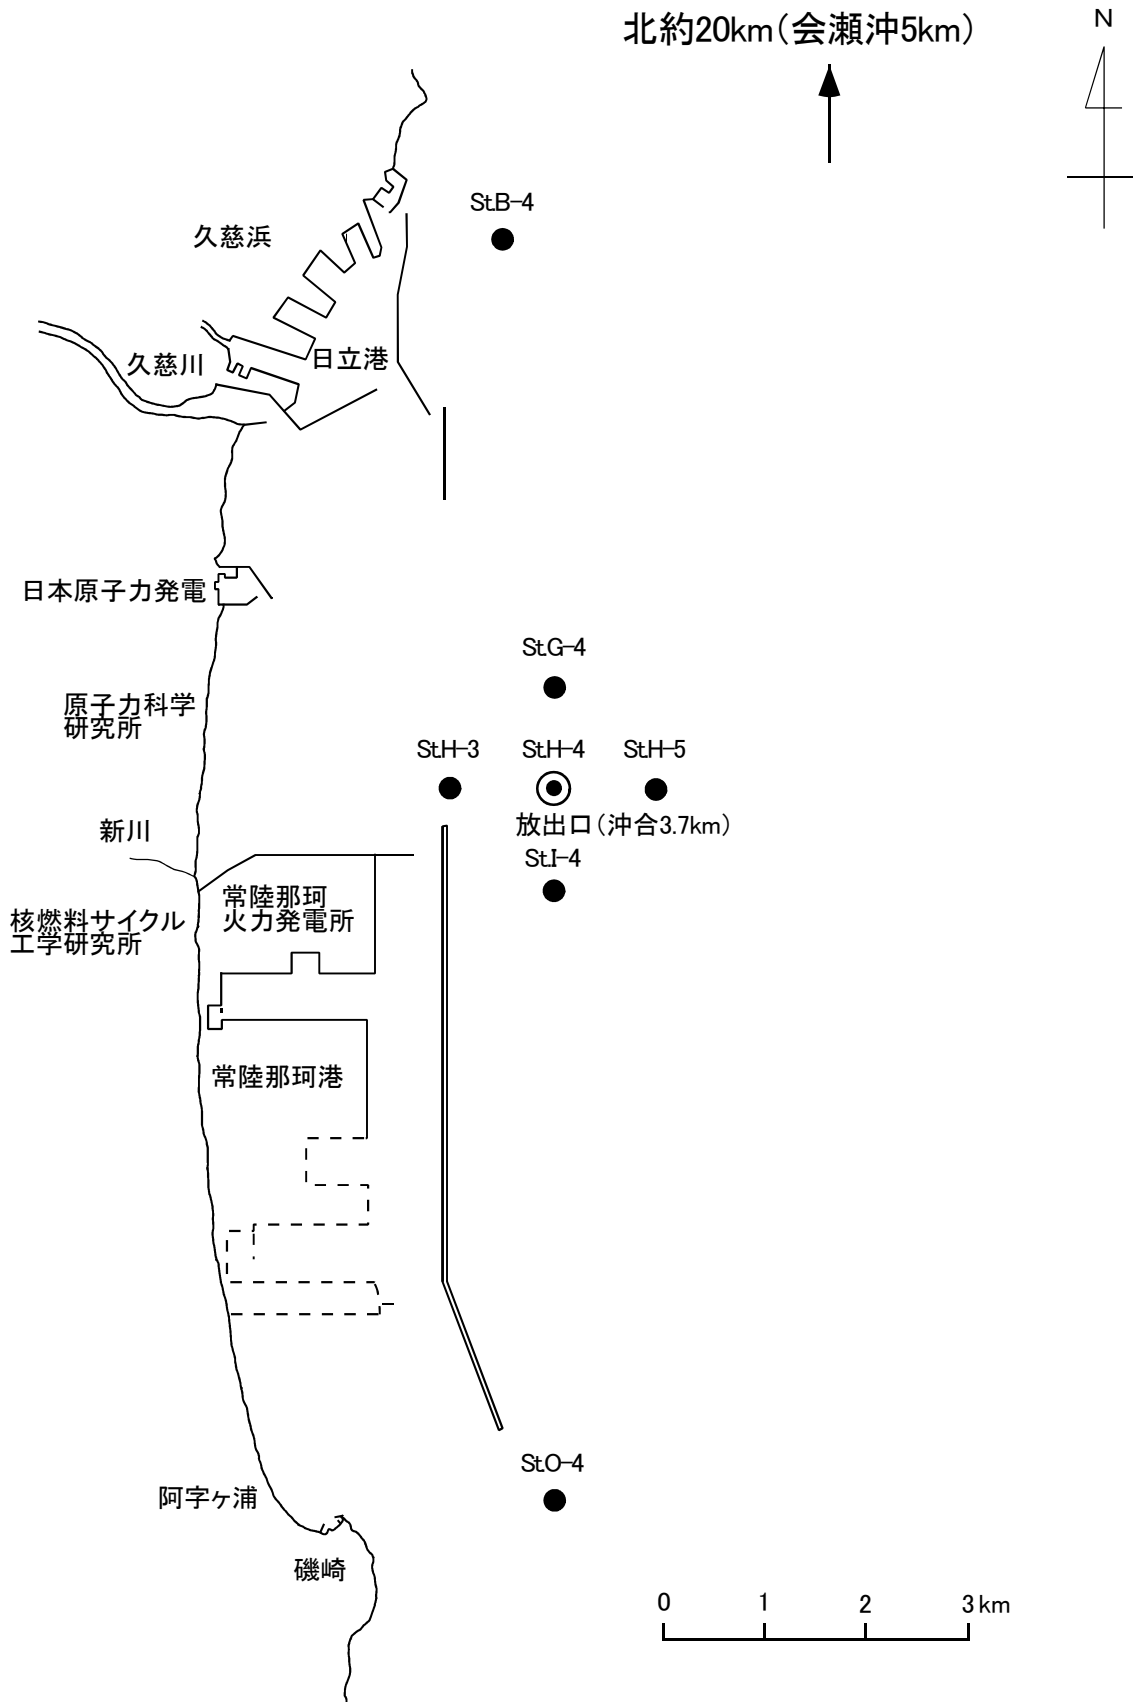 北約20km(会瀬沖5km)
N
St.B-4
久慈浜
久慈川
日立港
日本原子力発電
St.G-4
原子力科学
研究所
St.H-3
St.H-4
St.H-5
放出口(沖合3.7km)
新川
St.I-4
常陸那珂
火力発電所
核燃料サイクル
工学研究所
常陸那珂港
St.O-4
阿字ヶ浦
磯崎
0 1 2 3 km